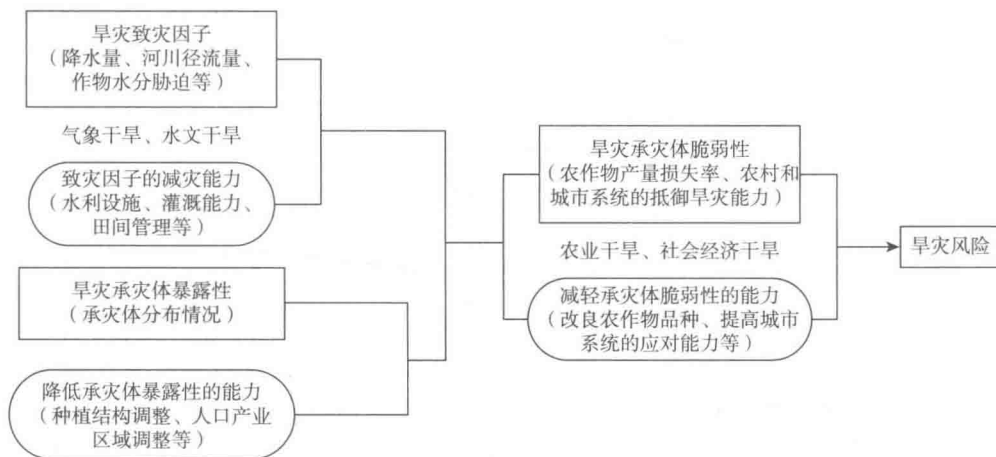 旱灾致灾因子
（降水量、河川径流量、
作物水分胁迫等）
气象干旱、水文干旱
致灾因子的减灾能力
（水利设施、灌溉能力、
田间管理等）
旱灾承灾体暴露性
（承灾体分布情况）
降低承灾体暴露性的能力
（种植结构调整、人口产业
区域调整等）
旱灾承灾体脆弱性
（农作物产量损失率、农村和
城市系统的抵御旱灾能力）
农业干旱、社会经济干旱
减轻承灾体脆弱性的能力
（改良农作物品种、提高城市
系统的应对能力等）
旱灾风险